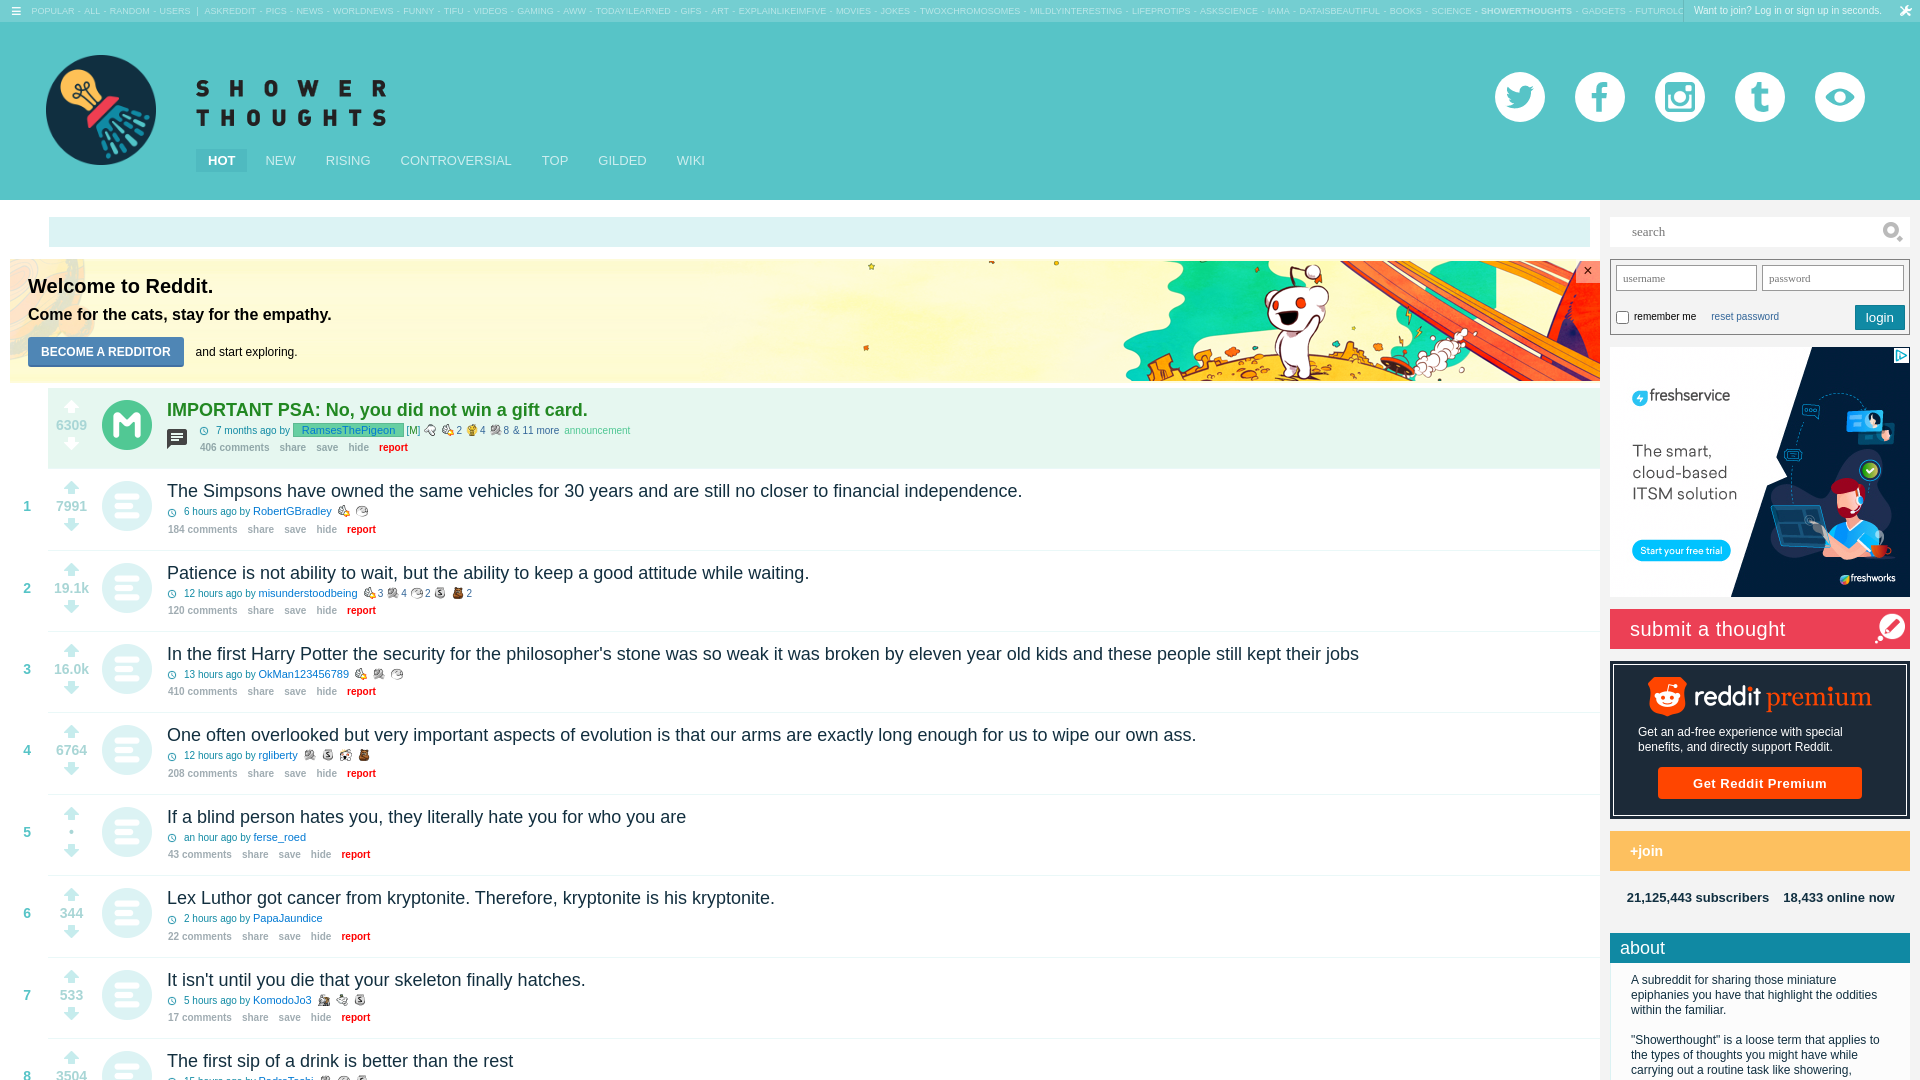 POPULAR - ALL - RANDOM - USERS | ASKREDDIT - PICS - NEWS - WORLDNEWS - FUNNY - TIFU - VIDEOS - GAMING - AWW - TODAYILEARNED - GIFS - ART - EXPLAINLIKEIMFIVE - MOVIES - JOKES - TWOXCHROMOSOMES - MILDLYINTERESTING - LIFEPROTIPS - ASKSCIENCE - IAMA - DATAISBEAUTIFUL - BOOKS - SCIENCE - SHOWERTHOUGHTS - GADGETS - FUTUROLO
Want to join? Log in or sign up in seconds.
SHOWER
THOUGHTS
HOT NEW RISING CONTROVERSIAL TOP GILDED WIKI
Welcome to Reddit.
Come for the cats, stay for the empathy.
BECOME A REDDITOR and start exploring.
×
6309
IMPORTANT PSA: No, you did not win a gift card.
7 months ago by RamsesThePigeon [M] 2 4 8 & 11 more announcement
406 comments share save hide report
1 7991
The Simpsons have owned the same vehicles for 30 years and are still no closer to financial independence.
6 hours ago by RobertGBradley
184 comments share save hide report
2 19.1k
Patience is not ability to wait, but the ability to keep a good attitude while waiting.
12 hours ago by misunderstoodbeing 3 4 2 2
120 comments share save hide report
3 16.0k
In the first Harry Potter the security for the philosopher's stone was so weak it was broken by eleven year old kids and these people still kept their jobs
13 hours ago by OkMan123456789
410 comments share save hide report
4 6764
One often overlooked but very important aspects of evolution is that our arms are exactly long enough for us to wipe our own ass.
12 hours ago by rgliberty
208 comments share save hide report
5 •
If a blind person hates you, they literally hate you for who you are
an hour ago by ferse_roed
43 comments share save hide report
6 344
Lex Luthor got cancer from kryptonite. Therefore, kryptonite is his kryptonite.
2 hours ago by PapaJaundice
22 comments share save hide report
7 533
It isn't until you die that your skeleton finally hatches.
5 hours ago by KomodoJo3
17 comments share save hide report
8 3504
The first sip of a drink is better than the rest
search
username password
remember me reset password login
freshservice
The smart,
cloud-based
ITSM solution
Start your free trial
freshworks
submit a thought
reddit premium
Get an ad-free experience with special
benefits, and directly support Reddit.
Get Reddit Premium
+join
21,125,443 subscribers 18,433 online now
about
A subreddit for sharing those miniature
epiphanies you have that highlight the oddities
within the familiar.
"Showerthought" is a loose term that applies to
the types of thoughts you might have while
carrying out a routine task like showering,